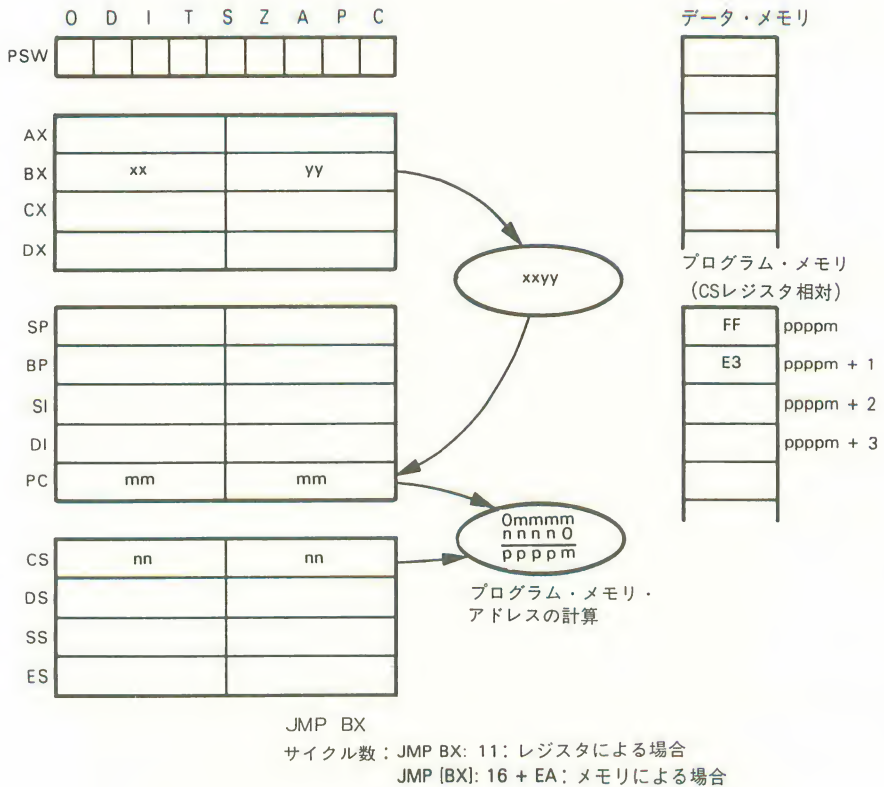 O D I T S Z A P C
PSW
AX
BX xx yy
CX
DX
xxyy
SP
BP
SI
DI
PC mm mm
0mmmm
nnnn0
ppppm
プログラム・メモリ・
アドレスの計算
CS nn nn
DS
SS
ES
データ・メモリ
プログラム・メモリ
(CSレジスタ相対)
FF ppppm
E3 ppppm + 1
ppppm + 2
ppppm + 3
JMP BX
サイクル数：JMP BX: 11：レジスタによる場合
JMP [BX]: 16 + EA：メモリによる場合